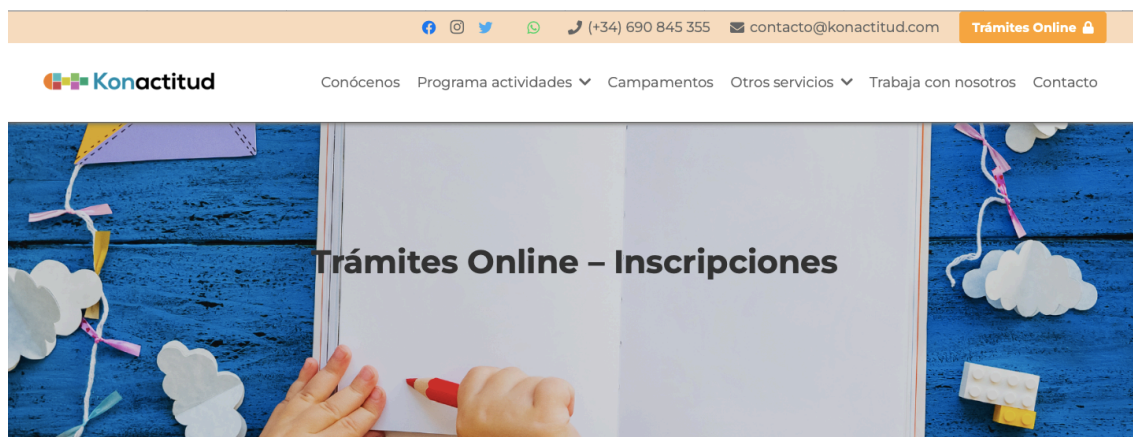 (+34) 690 845 355 contacto@konactitud.com Trámites Online
Konactitud Conócenos Programa actividades Campamentos Otros servicios Trabaja con nosotros Contacto
Trámites Online – Inscripciones